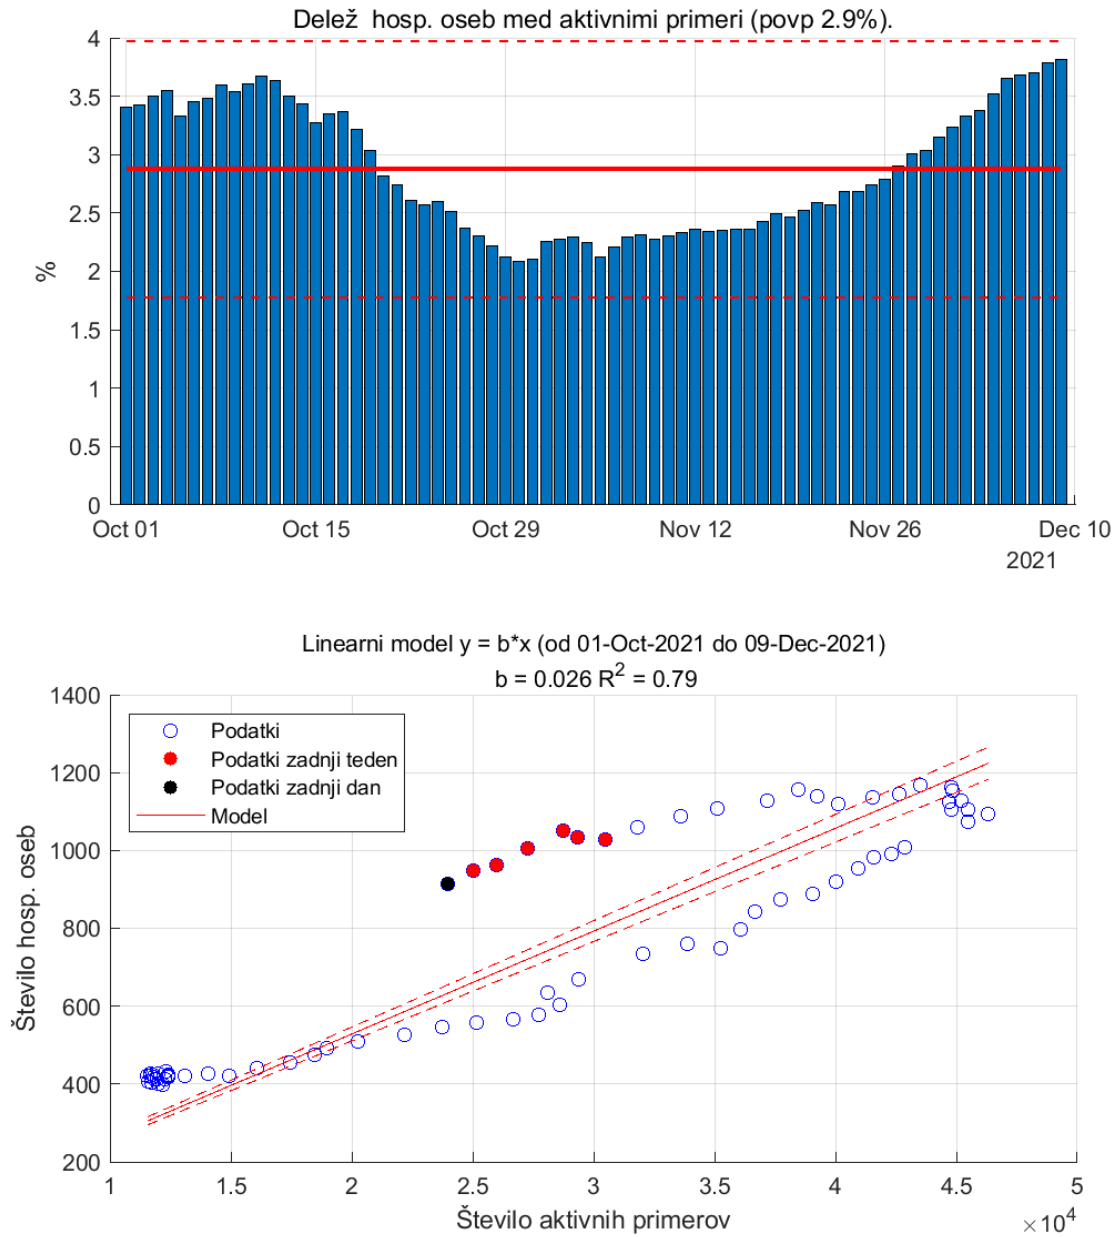 Delež  hosp. oseb med aktivnimi primeri (povp 2.9%).
4
3.5
3
2.5
2
1.5
1
0.5
0
%
Oct 01 Oct 15 Oct 29 Nov 12 Nov 26 Dec 10
2021
Linearni model y = b*x (od 01-Oct-2021 do 09-Dec-2021)
b = 0.026 R² = 0.79
1400
1200
1000
800
600
400
200
Število hosp. oseb
Podatki
Podatki zadnji teden
Podatki zadnji dan
Model
1 1.5 2 2.5 3 3.5 4 4.5 5
Število aktivnih primerov
×10⁴